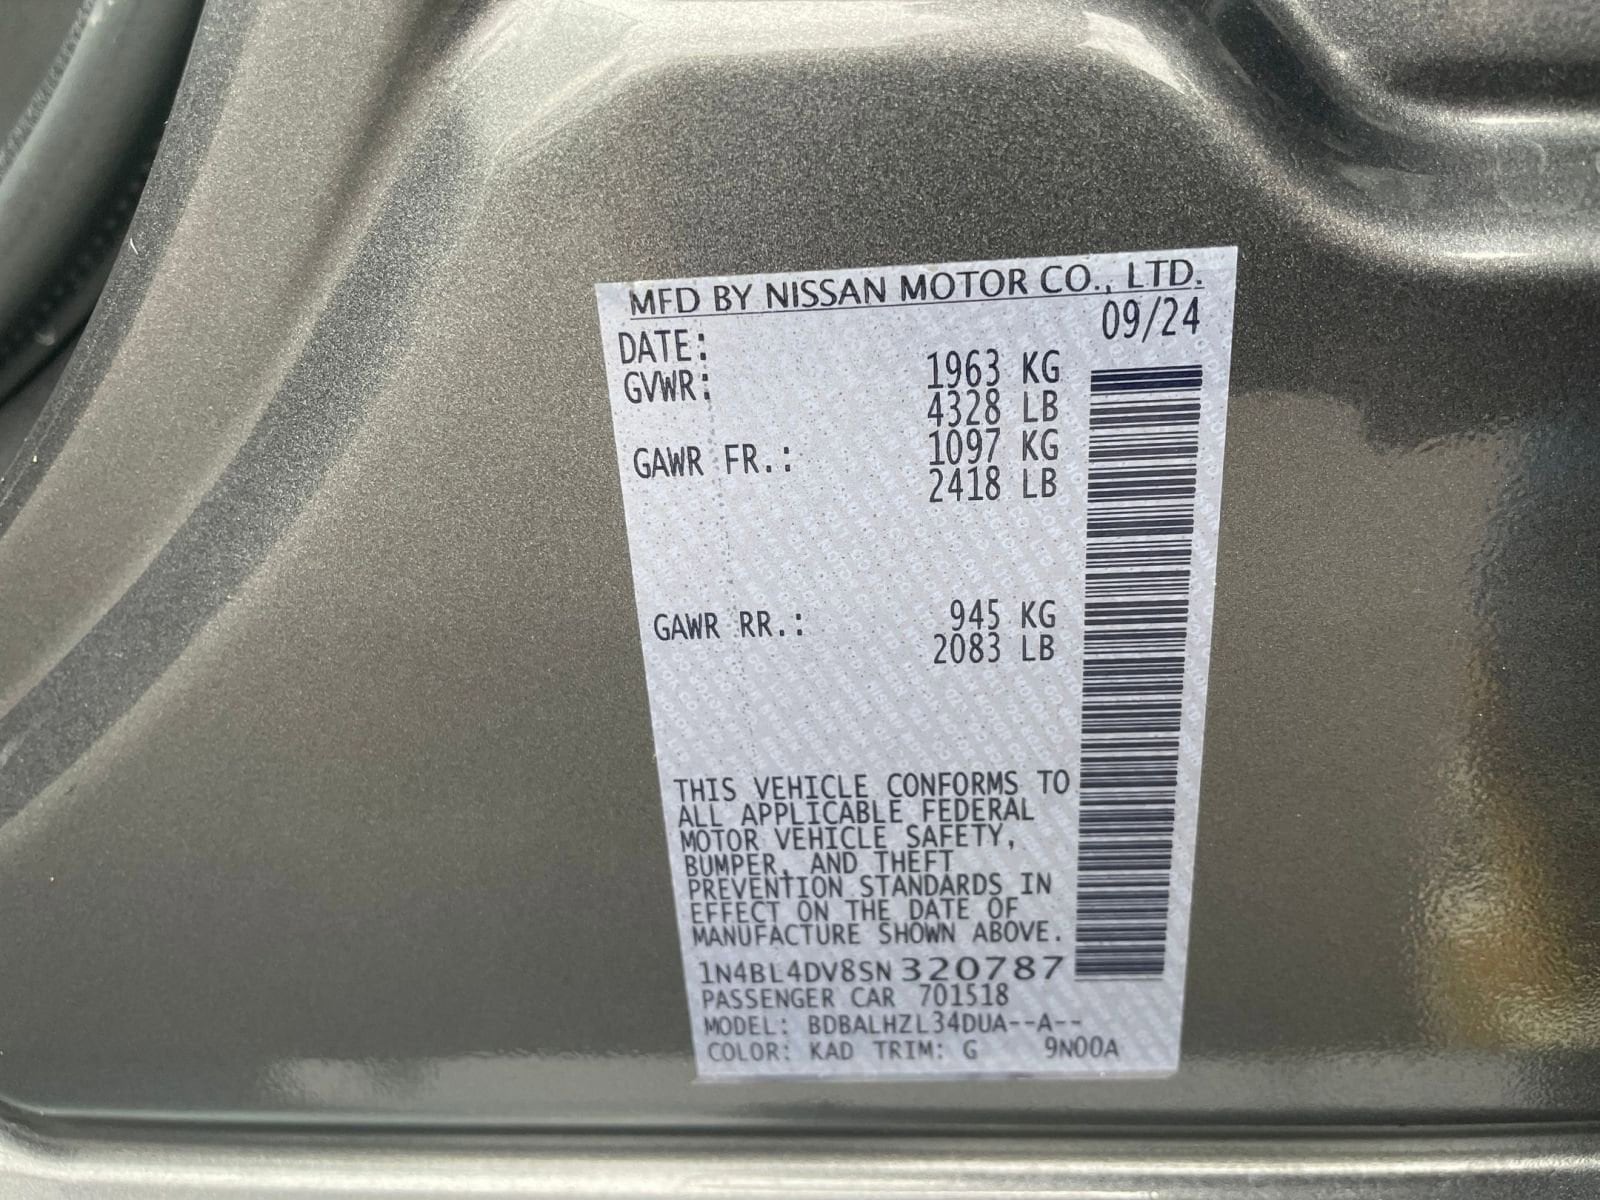 MFD BY NISSAN MOTOR CO., LTD.
DATE: 09/24
GVWR: 1963 KG
4328 LB
GAWR FR.: 1097 KG
2418 LB
GAWR RR.: 945 KG
2083 LB
THIS VEHICLE CONFORMS TO
ALL APPLICABLE FEDERAL
MOTOR VEHICLE SAFETY,
BUMPER, AND THEFT
PREVENTION STANDARDS IN
EFFECT ON THE DATE OF
MANUFACTURE SHOWN ABOVE.
1N4BL4DV8SN320787
PASSENGER CAR 701518
MODEL: BDBALHZL34DUA--A--
COLOR: KAD TRIM: G 9N00A